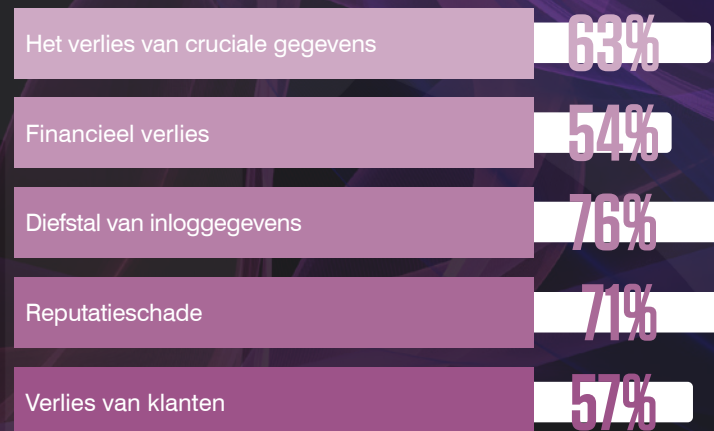 Het verlies van cruciale gegevens 63%
Financieel verlies 54%
Diefstal van inloggegevens 76%
Reputatieschade 71%
Verlies van klanten 57%